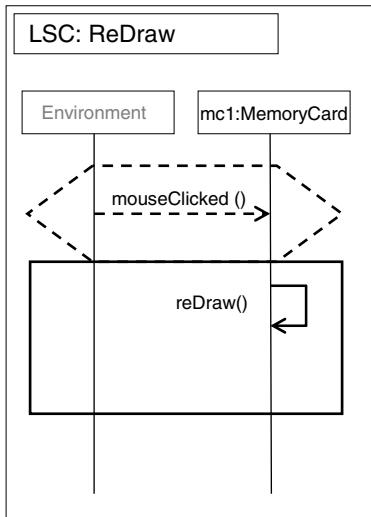 LSC: ReDraw
Environment
mc1:MemoryCard
mouseClicked ()
reDraw()